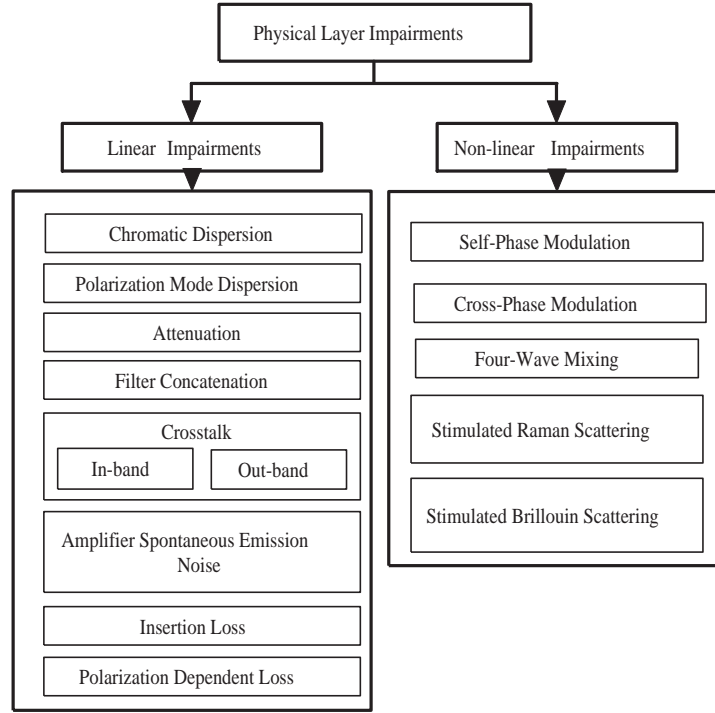 Physical Layer Impairments
Linear Impairments
Non-linear Impairments
Chromatic Dispersion
Polarization Mode Dispersion
Attenuation
Filter Concatenation
Crosstalk
In-band
Out-band
Amplifier Spontaneous Emission
Noise
Insertion Loss
Polarization Dependent Loss
Self-Phase Modulation
Cross-Phase Modulation
Four-Wave Mixing
Stimulated Raman Scattering
Stimulated Brillouin Scattering